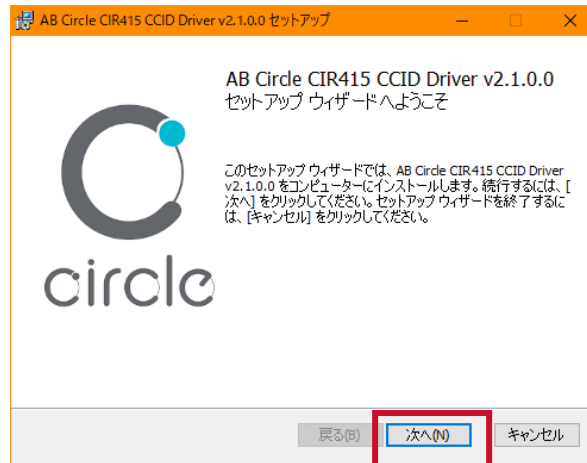 AB Circle CIR415 CCID Driver v2.1.0.0 セットアップ
AB Circle CIR415 CCID Driver v2.1.0.0
セットアップ ウィザードへようこそ
このセットアップ ウィザードでは、AB Circle CIR415 CCID Driver
v2.1.0.0 をコンピューターにインストールします。続行するには、[
次へ] をクリックしてください。セットアップ ウィザードを終了するに
は、[キャンセル] をクリックしてください。
circle
戻る(B)
次へ(N)
キャンセル